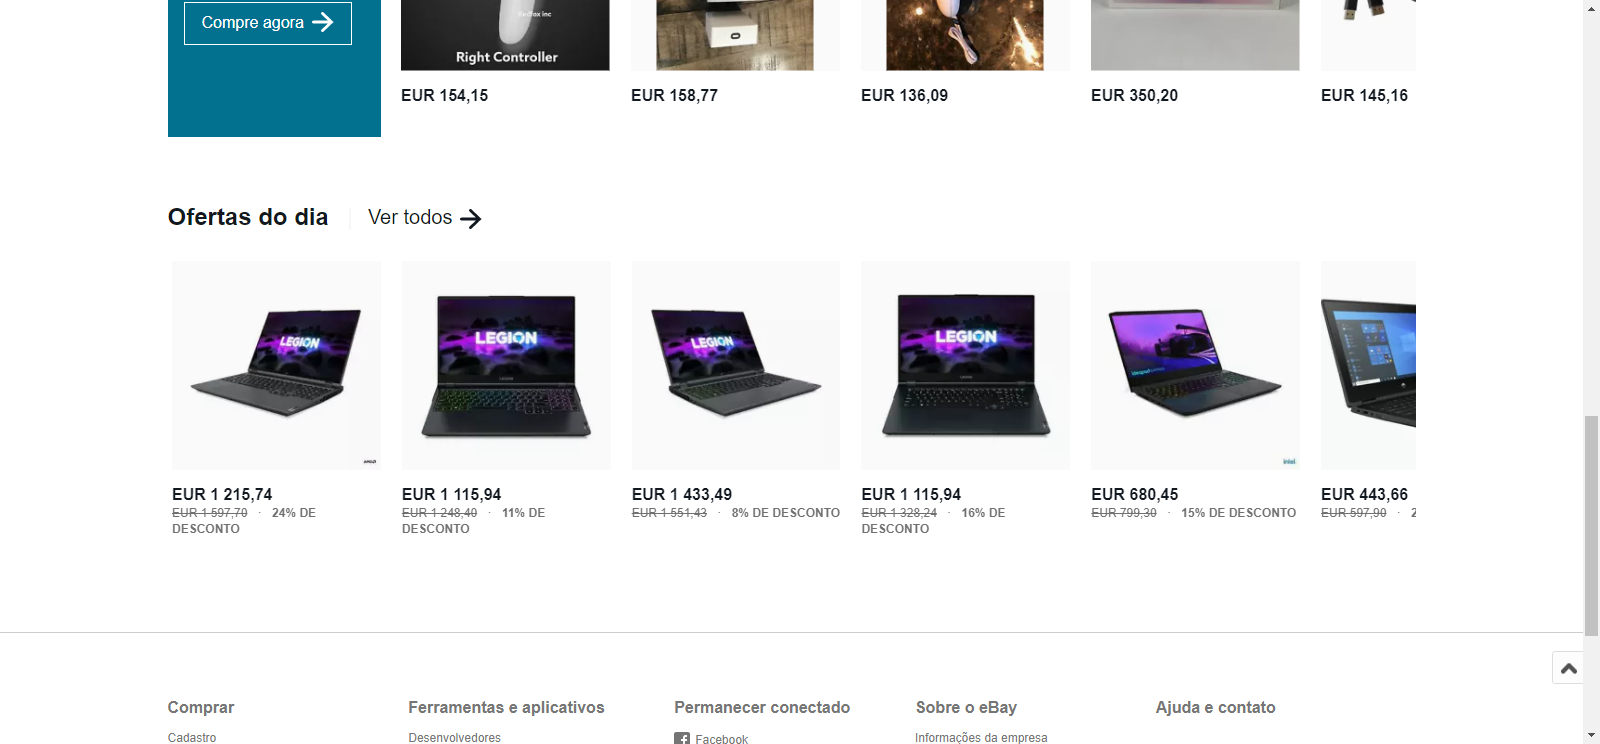 Compre agora
Redfox inc
Right Controller
EUR 154,15
EUR 158,77
EUR 136,09
EUR 350,20
EUR 145,16
Ofertas do dia
Ver todos
LEGION
LEGION
LEGION
LEGION
AMD
intel
EUR 1 215,74
EUR 1 597,70 · 24% DE
DESCONTO
EUR 1 115,94
EUR 1 248,40 · 11% DE
DESCONTO
EUR 1 433,49
EUR 1 551,43 · 8% DE DESCONTO
EUR 1 115,94
EUR 1 328,24 · 16% DE
DESCONTO
EUR 680,45
EUR 799,30 · 15% DE DESCONTO
EUR 443,66
EUR 597,90 · 2
Comprar
Ferramentas e aplicativos
Permanecer conectado
Sobre o eBay
Ajuda e contato
Cadastro
Desenvolvedores
Facebook
Informações da empresa